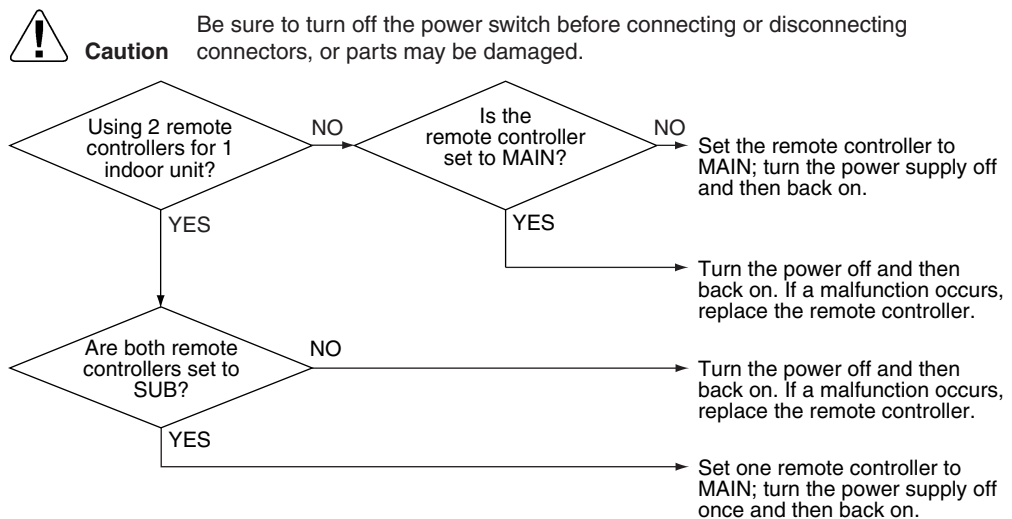 Be sure to turn off the power switch before connecting or disconnecting
Caution connectors, or parts may be damaged.
Using 2 remote
controllers for 1
indoor unit?
NO
Is the
remote controller
set to MAIN?
NO
Set the remote controller to
MAIN; turn the power supply off
and then back on.
YES
YES
Turn the power off and then
back on. If a malfunction occurs,
replace the remote controller.
Are both remote
controllers set to
SUB?
NO
Turn the power off and then
back on. If a malfunction occurs,
replace the remote controller.
YES
Set one remote controller to
MAIN; turn the power supply off
once and then back on.